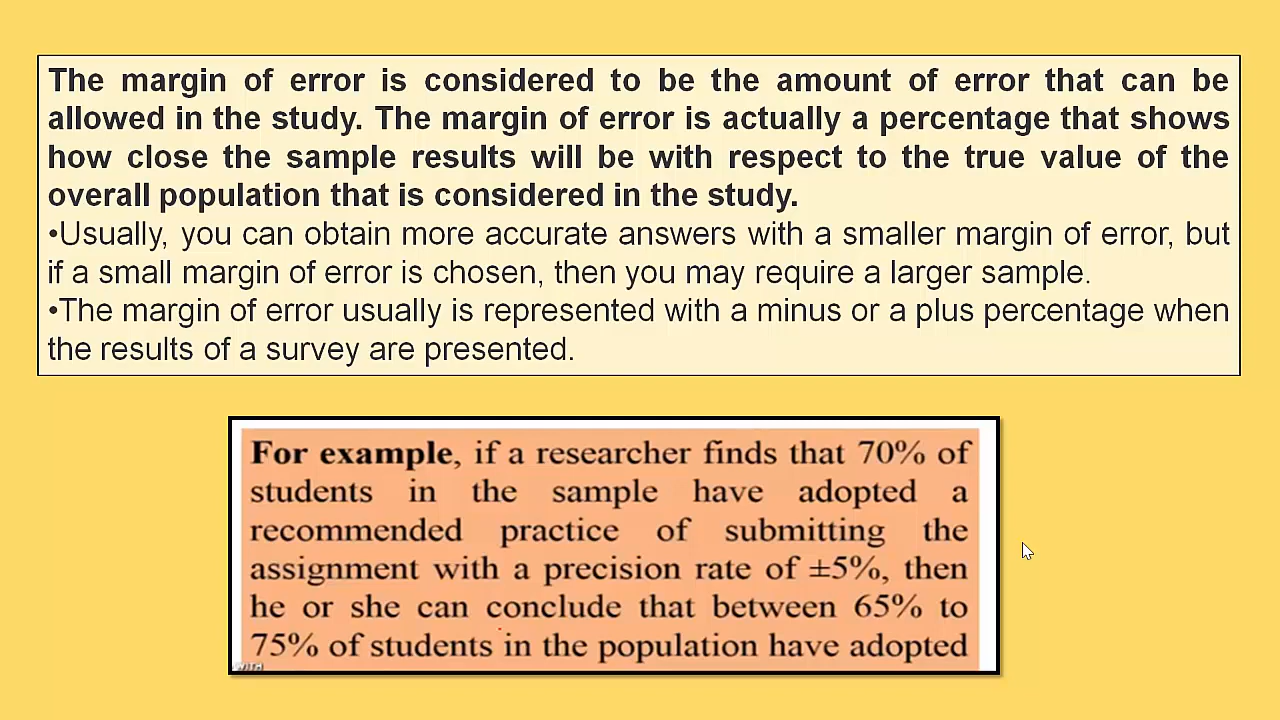 The margin of error is considered to be the amount of error that can be
allowed in the study. The margin of error is actually a percentage that shows
how close the sample results will be with respect to the true value of the
overall population that is considered in the study.
•Usually, you can obtain more accurate answers with a smaller margin of error, but
if a small margin of error is chosen, then you may require a larger sample.
•The margin of error usually is represented with a minus or a plus percentage when
the results of a survey are presented.
For example, if a researcher finds that 70% of
students in the sample have adopted a
recommended practice of submitting the
assignment with a precision rate of ±5%, then
he or she can conclude that between 65% to
75% of students in the population have adopted
WITH